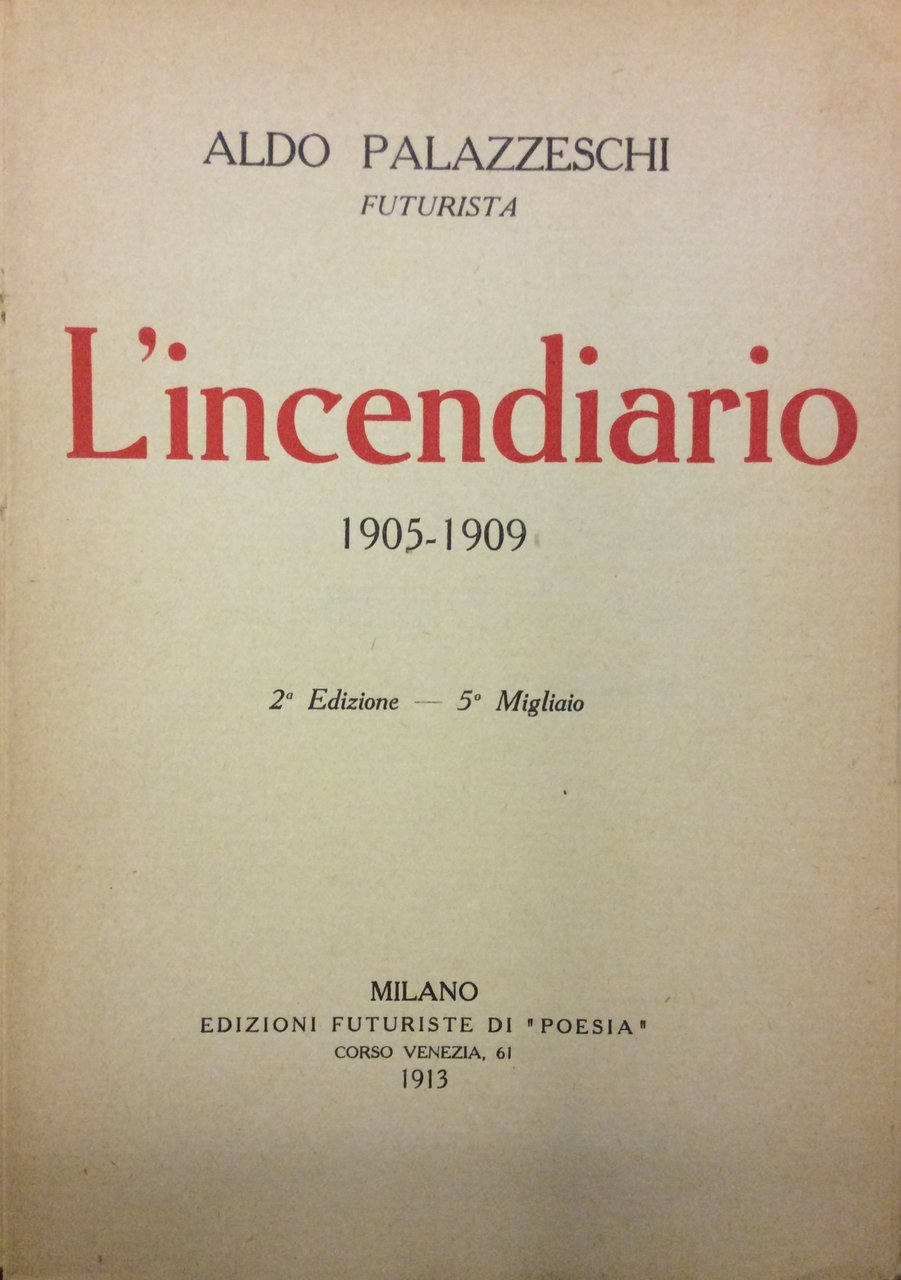 ALDO PALAZZESCHI
FUTURISTA
L'incendiario
1905-1909
2ª Edizione — 5º Migliaio
MILANO
EDIZIONI FUTURISTE DI "POESIA"
CORSO VENEZIA, 61
1913